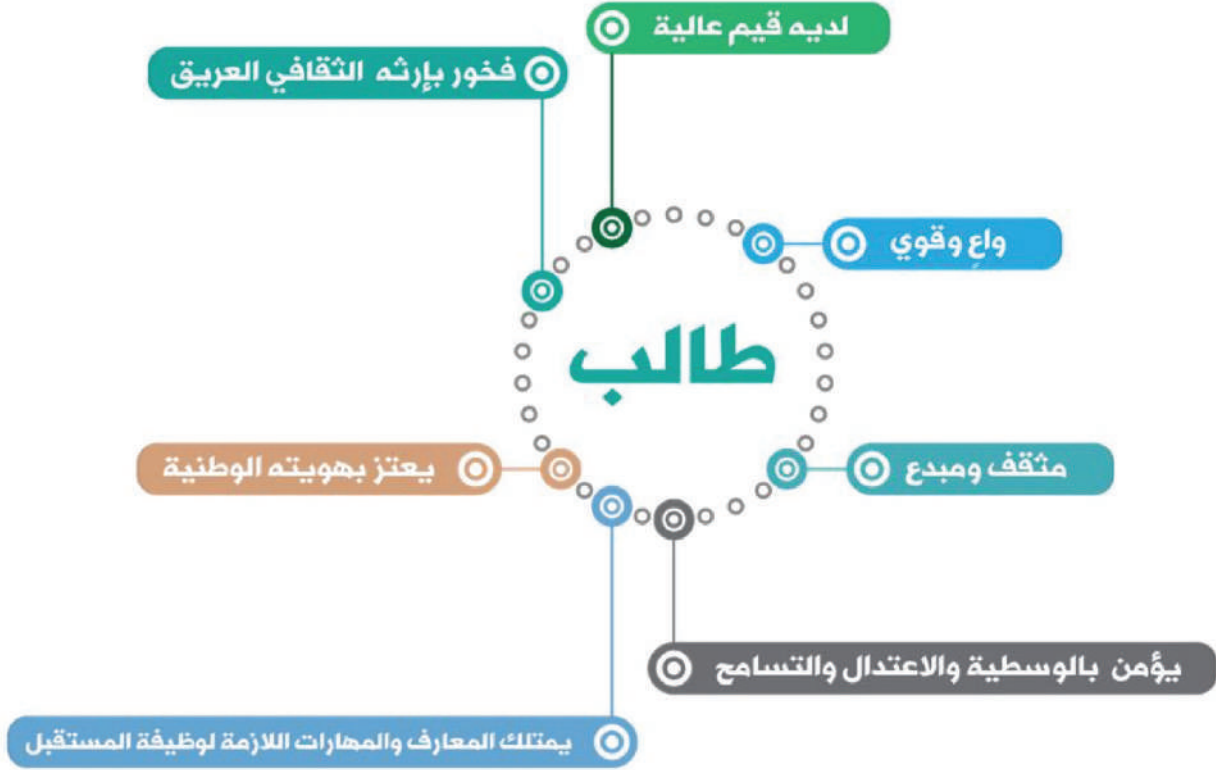 لديه قيم عالية
فخور بإرثه الثقافي العريق
واعٍ وقوي
طالب
يعتز بهويته الوطنية
مثقف ومبدع
يؤمن بالوسطية والاعتدال والتسامح
يمتلك المعارف والمهارات اللازمة لوظيفة المستقبل